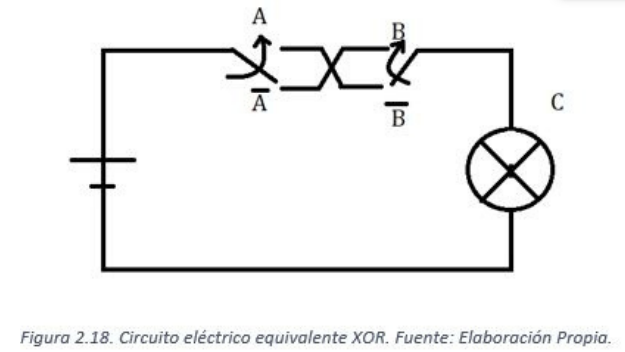 A
B
A̅
B̅
C
Figura 2.18. Circuito eléctrico equivalente XOR. Fuente: Elaboración Propia.